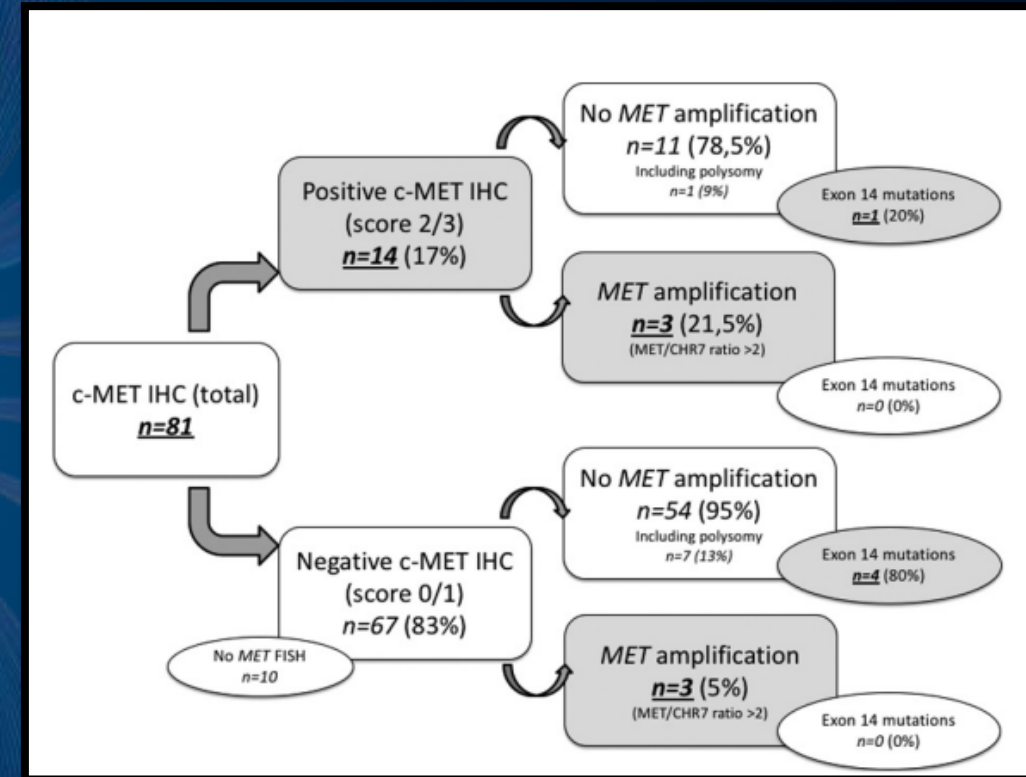 c-MET IHC (total)
n=81
Positive c-MET IHC
(score 2/3)
n=14 (17%)
No MET amplification
n=11 (78,5%)
Including polysomy
n=1 (9%)
Exon 14 mutations
n=1 (20%)
MET amplification
n=3 (21,5%)
(MET/CHR7 ratio >2)
Exon 14 mutations
n=0 (0%)
Negative c-MET IHC
(score 0/1)
n=67 (83%)
No MET FISH
n=10
No MET amplification
n=54 (95%)
Including polysomy
n=7 (13%)
Exon 14 mutations
n=4 (80%)
MET amplification
n=3 (5%)
(MET/CHR7 ratio >2)
Exon 14 mutations
n=0 (0%)